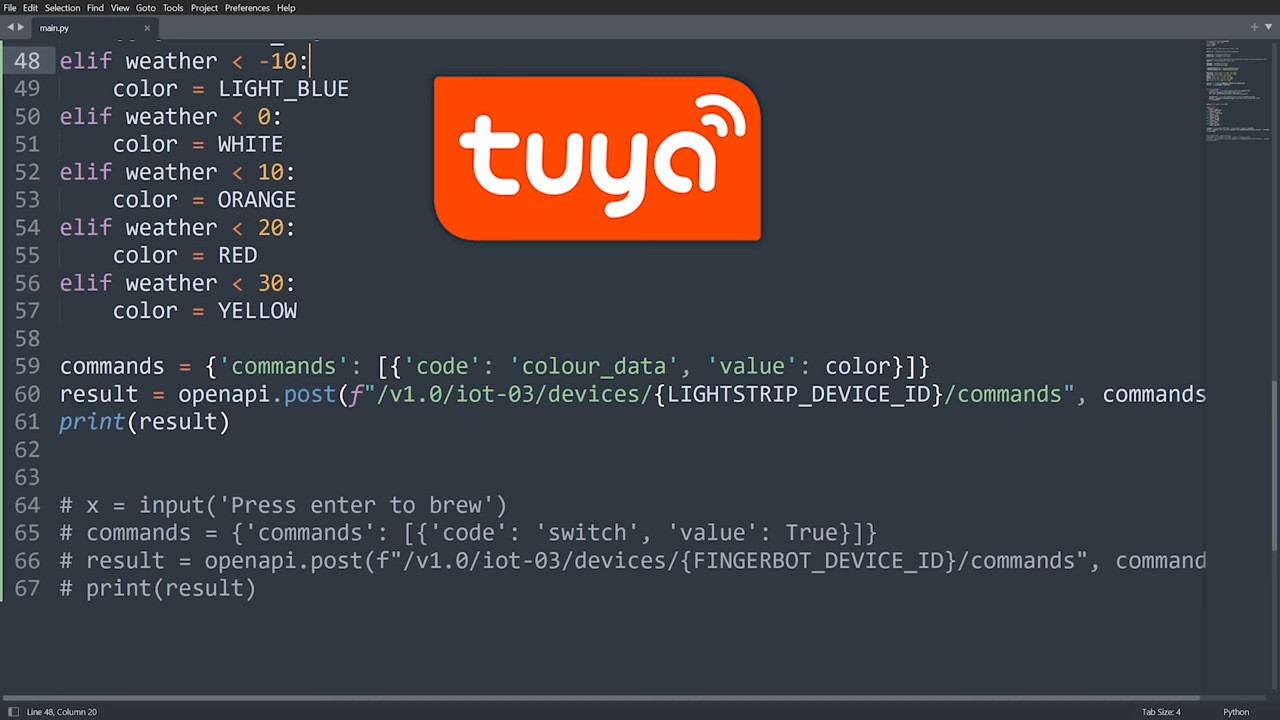 File Edit Selection Find View Goto Tools Project Preferences Help
main.py
48 elif weather < -10:
49 color = LIGHT_BLUE
50 elif weather < 0:
51 color = WHITE
52 elif weather < 10:
53 color = ORANGE
54 elif weather < 20:
55 color = RED
56 elif weather < 30:
57 color = YELLOW
58
59 commands = {'commands': [{'code': 'colour_data', 'value': color}]}
60 result = openapi.post(f"/v1.0/iot-03/devices/{LIGHTSTRIP_DEVICE_ID}/commands", commands
61 print(result)
62
63
64 # x = input('Press enter to brew')
65 # commands = {'commands': [{'code': 'switch', 'value': True}]}
66 # result = openapi.post(f"/v1.0/iot-03/devices/{FINGERBOT_DEVICE_ID}/commands", command
67 # print(result)
tuya
Line 48, Column 20
Tab Size: 4
Python